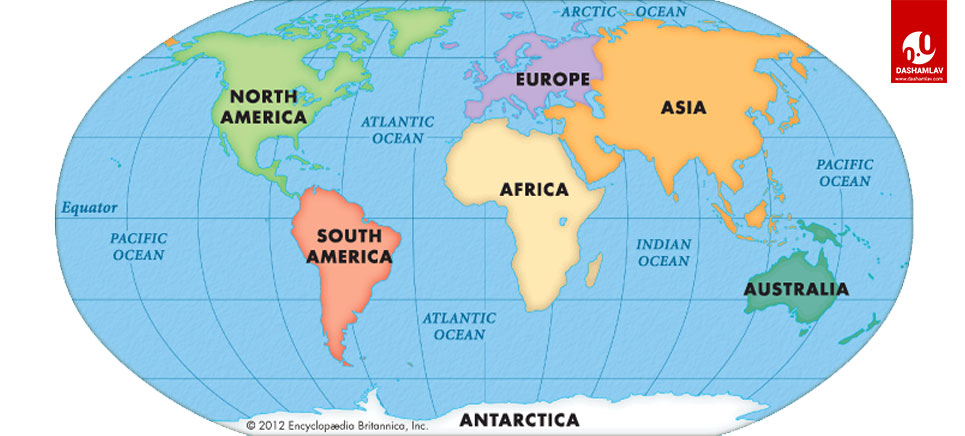 ARCTIC OCEAN
DASHAMLAV
www.dashamlav.com
EUROPE
NORTH
AMERICA
ASIA
ATLANTIC
OCEAN
PACIFIC
OCEAN
AFRICA
Equator
PACIFIC
OCEAN
SOUTH
AMERICA
INDIAN
OCEAN
AUSTRALIA
ATLANTIC
OCEAN
ANTARCTICA
© 2012 Encyclopædia Britannica, Inc.